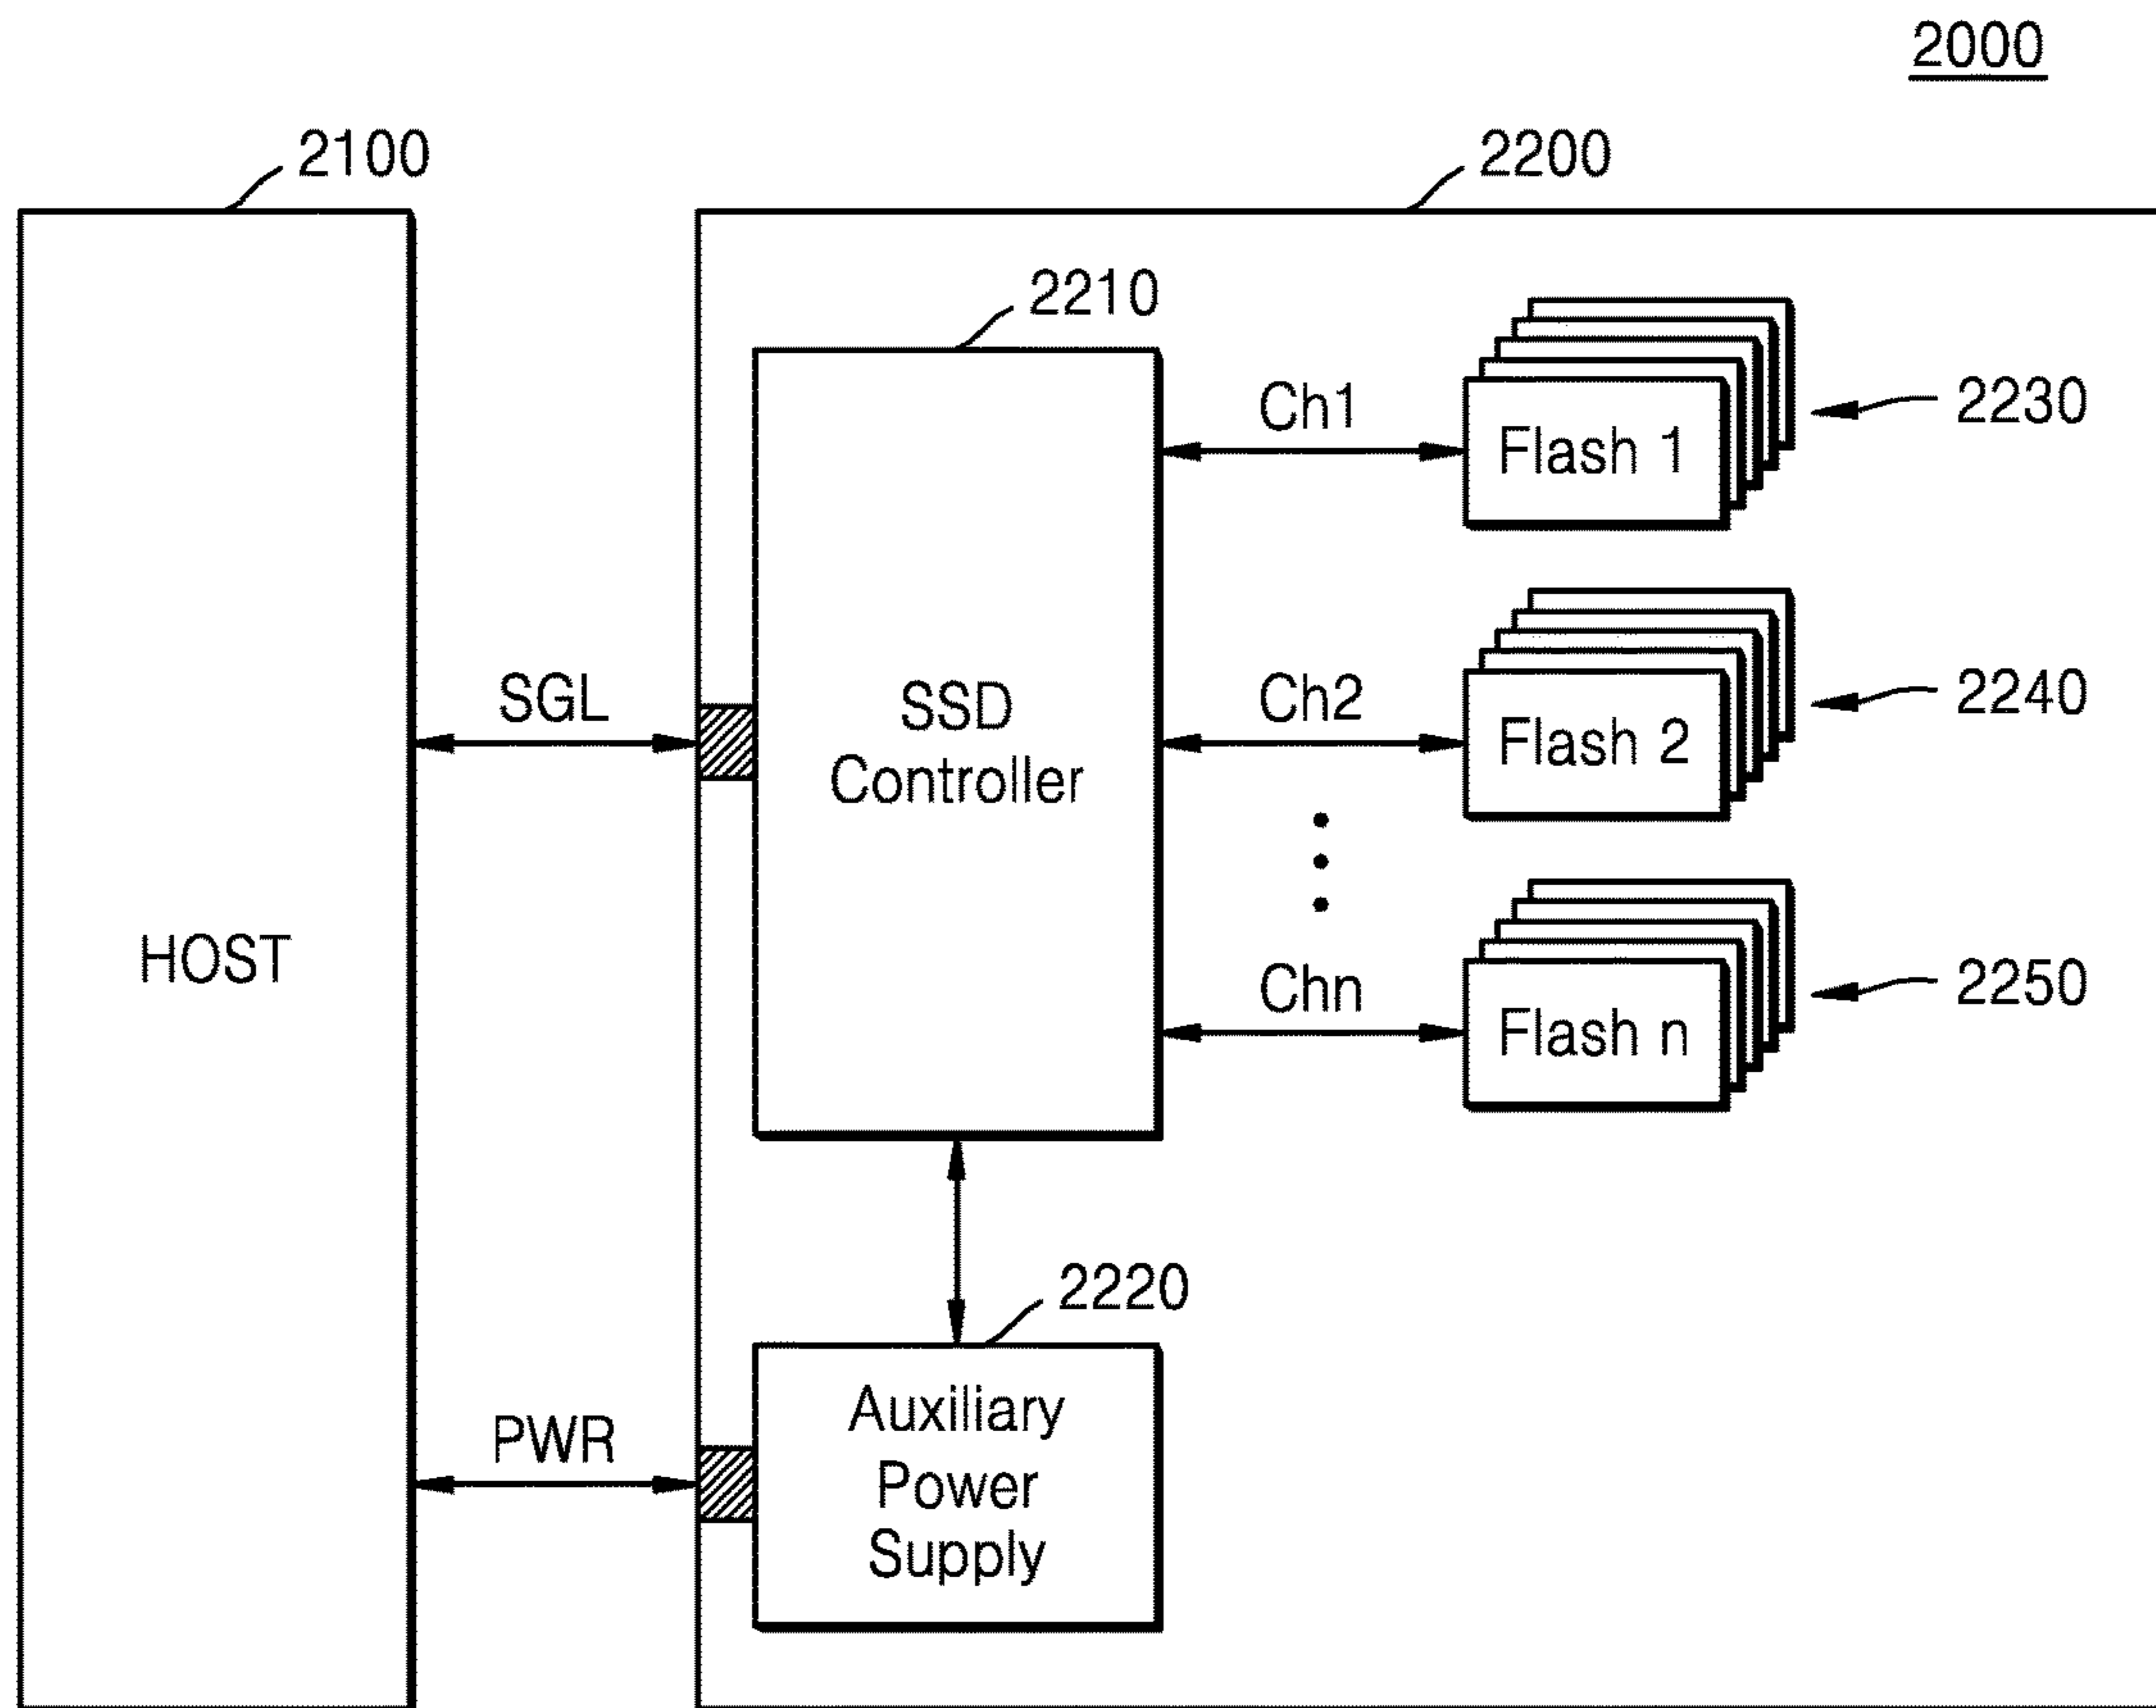 2000
2100
2200
2210
Ch1
Flash 1
2230
SGL
SSD
Controller
Ch2
Flash 2
2240
HOST
Chn
Flash n
2250
2220
PWR
Auxiliary
Power
Supply